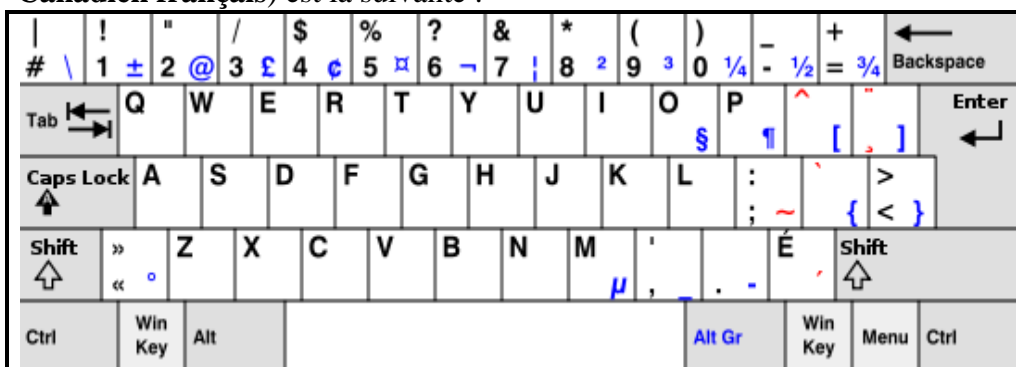 Canadien français) est la suivante :
| ! " / $ % ? & * ( ) _ +
# \ 1 ± 2 @ 3 £ 4 ¢ 5 ¤ 6 ¬ 7 ¦ 8 ² 9 ³ 0 ¼ - ½ = ¾ Backspace
Tab Q W E R T Y U I O § P ¶ ^ [ ¨ ¸ ] Enter
Caps Lock A S D F G H J K L : ; ~ ` { > < }
Shift » « ° Z X C V B N M µ ' , _ . - É ´ Shift
Ctrl Win Key Alt Alt Gr Win Key Menu Ctrl